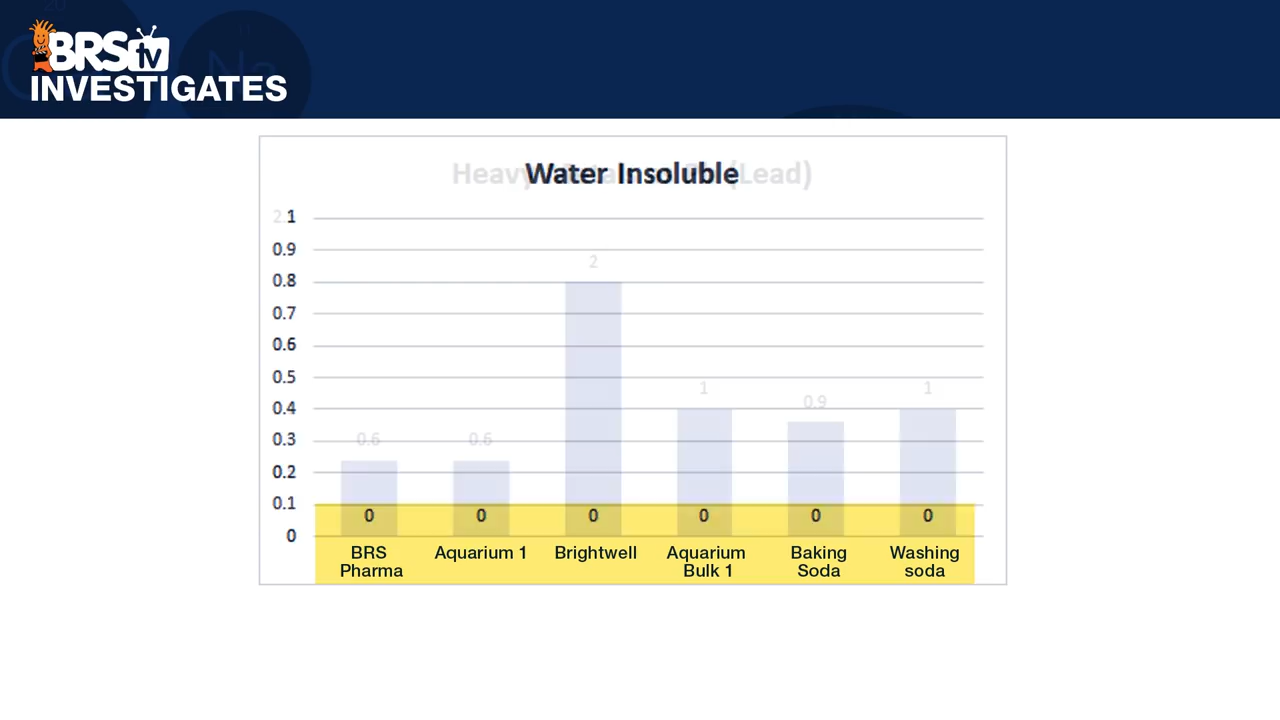 BRStv
INVESTIGATES
Water Insoluble
1
0.9
2
0.8
0.7
0.6
0.5
1
1
0.4
0.9
0.3
0.6
0.6
0.2
0.1
0
0
0
0
0
0
0
BRS Pharma
Aquarium 1
Brightwell
Aquarium Bulk 1
Baking Soda
Washing soda